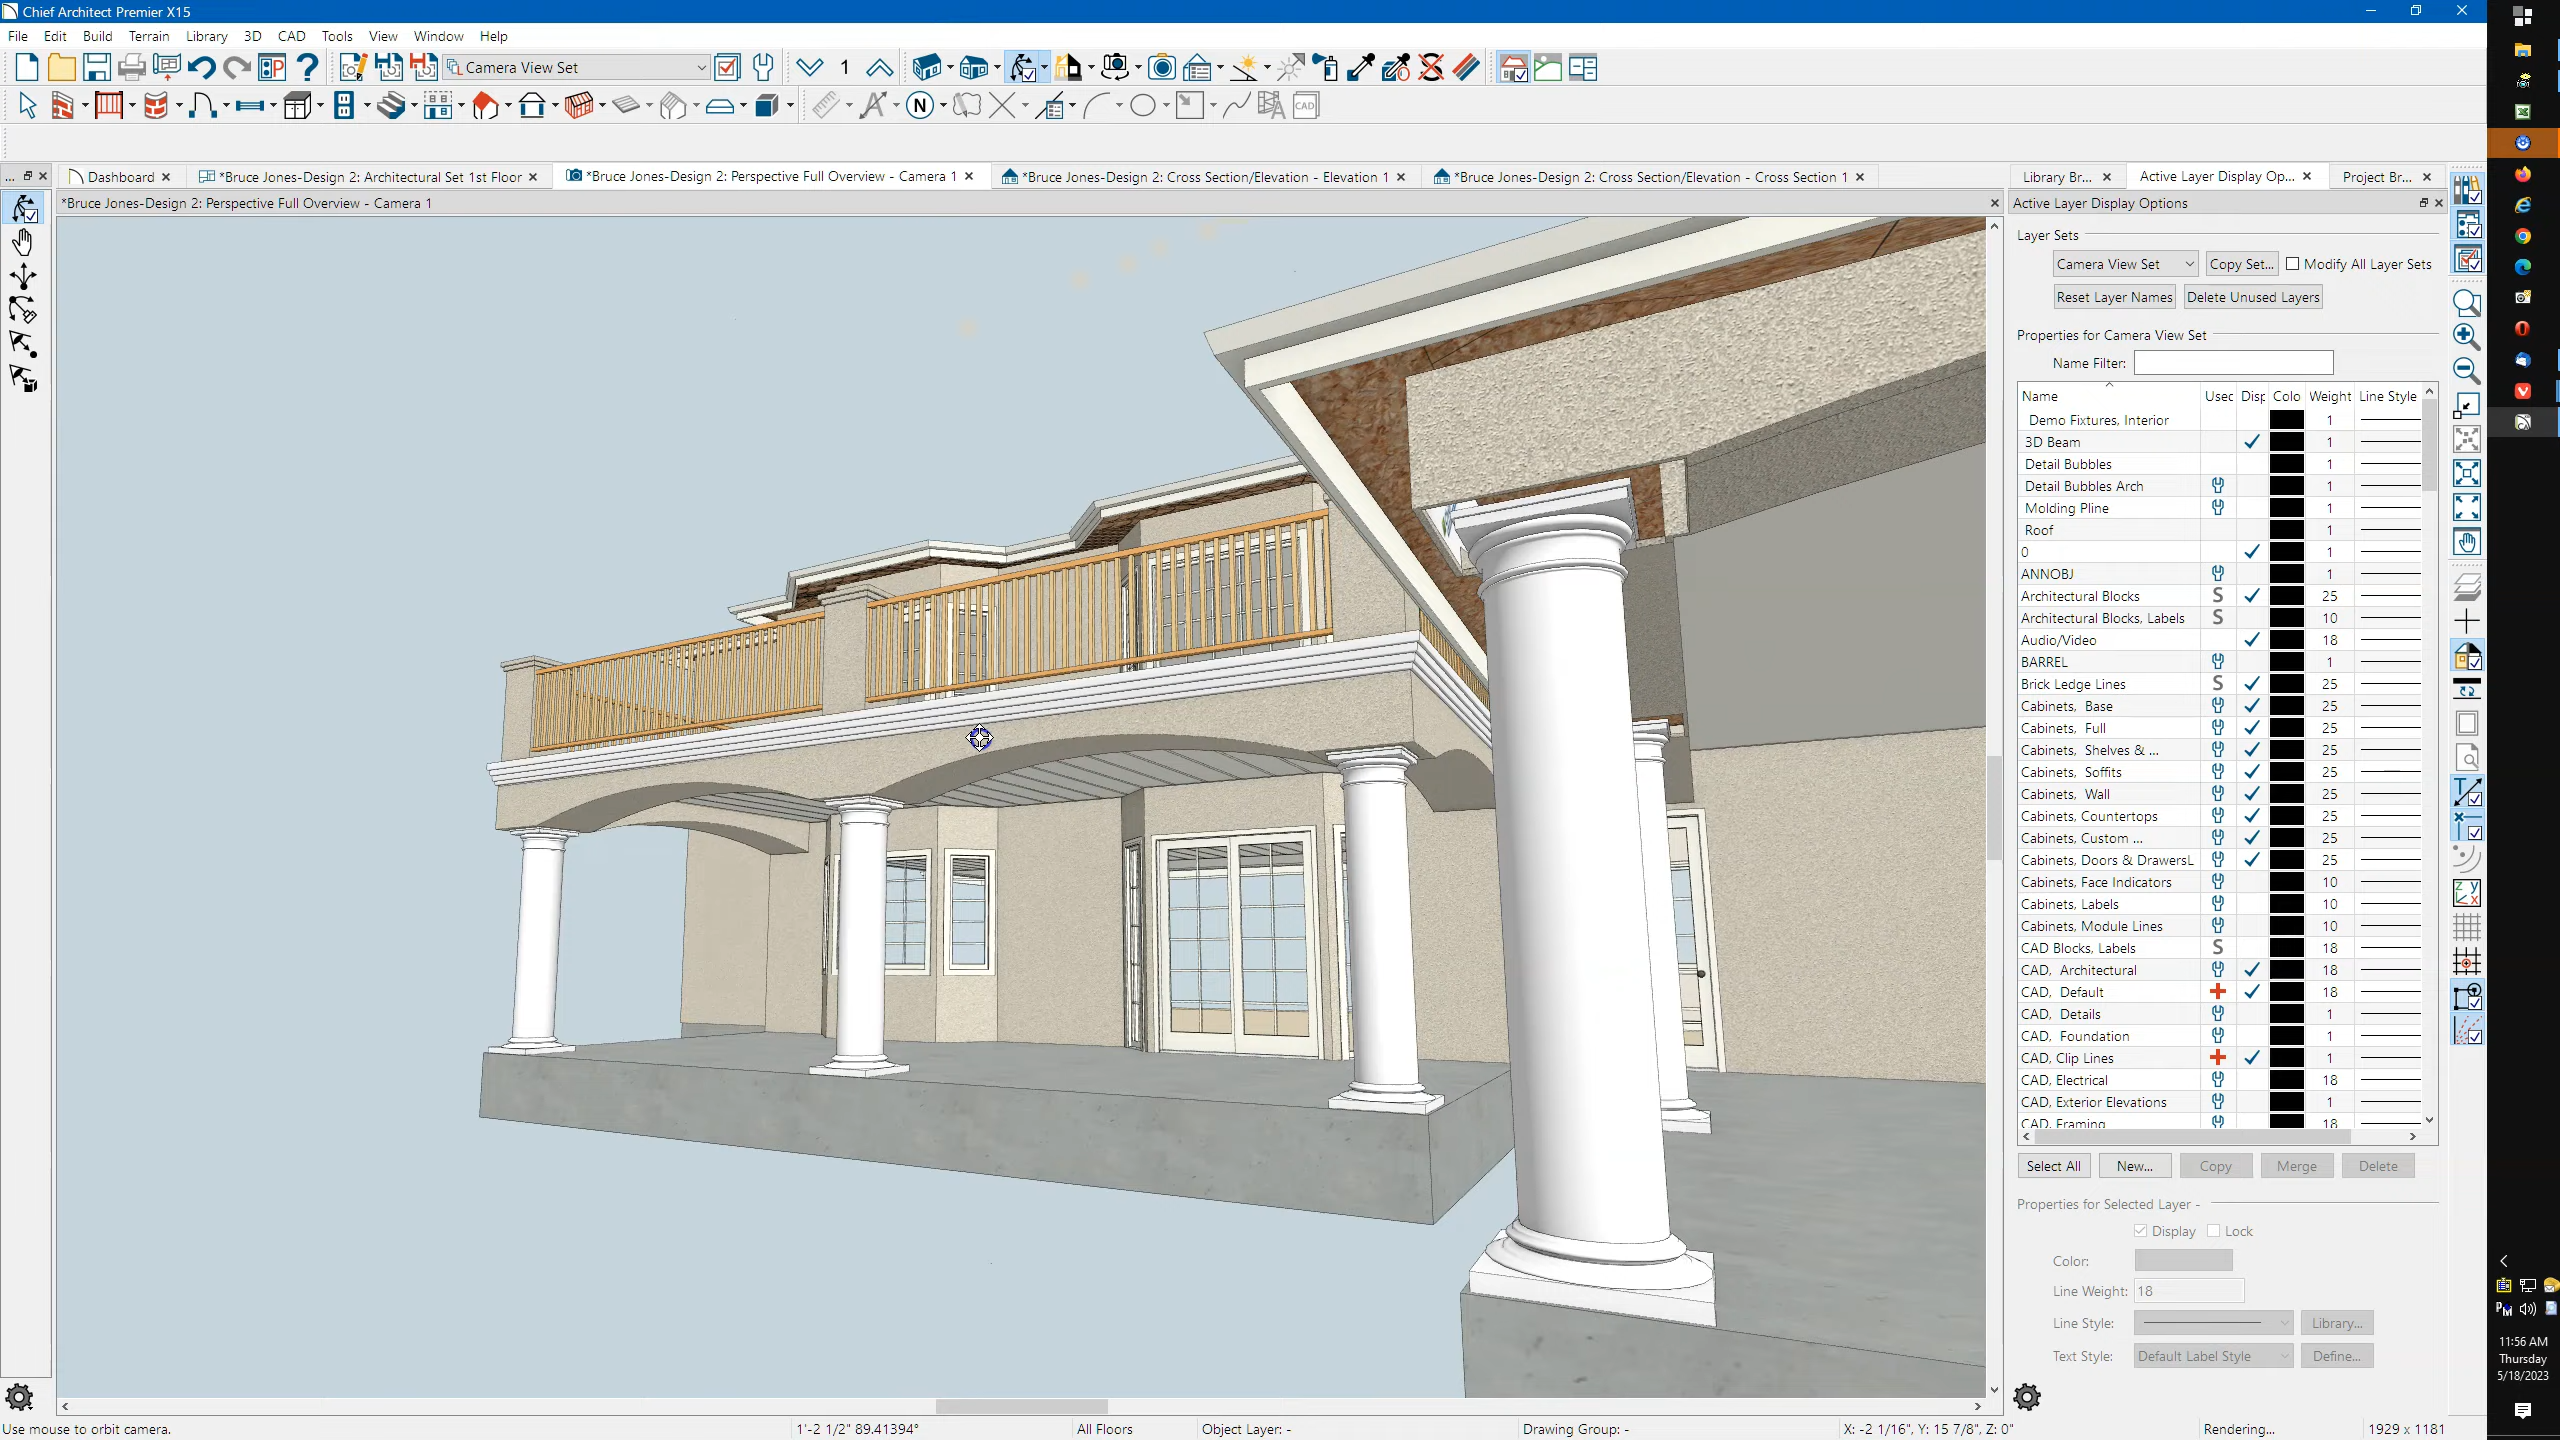 Chief Architect Premier X15
File Edit Build Terrain Library 3D CAD Tools View Window Help
Camera View Set 1
N CAD
... Dashboard *Bruce Jones-Design 2: Architectural Set 1st Floor *Bruce Jones-Design 2: Perspective Full Overview - Camera 1 *Bruce Jones-Design 2: Cross Section/Elevation - Elevation 1 *Bruce Jones-Design 2: Cross Section/Elevation - Cross Section 1 Library Br... Active Layer Display Op... Project Br...
*Bruce Jones-Design 2: Perspective Full Overview - Camera 1
Active Layer Display Options
Layer Sets
Camera View Set Copy Set... Modify All Layer Sets
Reset Layer Names Delete Unused Layers
Properties for Camera View Set
Name Filter:
Name Used Disp Colo Weight Line Style
Demo Fixtures, Interior 1
3D Beam 1
Detail Bubbles 1
Detail Bubbles Arch 1
Molding Pline 1
Roof 1
0 1
ANNOBJ 1
Architectural Blocks S 25
Architectural Blocks, Labels S 10
Audio/Video 18
BARREL 1
Brick Ledge Lines S 25
Cabinets, Base 25
Cabinets, Full 25
Cabinets, Shelves & ... 25
Cabinets, Soffits 25
Cabinets, Wall 25
Cabinets, Countertops 25
Cabinets, Custom ... 25
Cabinets, Doors & DrawersL 25
Cabinets, Face Indicators 10
Cabinets, Labels 10
Cabinets, Module Lines 10
CAD Blocks, Labels S 18
CAD, Architectural 18
CAD, Default 18
CAD, Details 1
CAD, Foundation 1
CAD, Clip Lines 1
CAD, Electrical 18
CAD, Exterior Elevations 1
CAD, Framing 18
Select All New... Copy Merge Delete
Properties for Selected Layer -
Display Lock
Color:
Line Weight: 18
Line Style: Library...
Text Style: Default Label Style Define...
11:56 AM
Thursday
5/18/2023
Use mouse to orbit camera. 1'-2 1/2" 89.41394° All Floors Object Layer: - Drawing Group: - X: -2 1/16", Y: 15 7/8", Z: 0" Rendering... 1929 x 1181